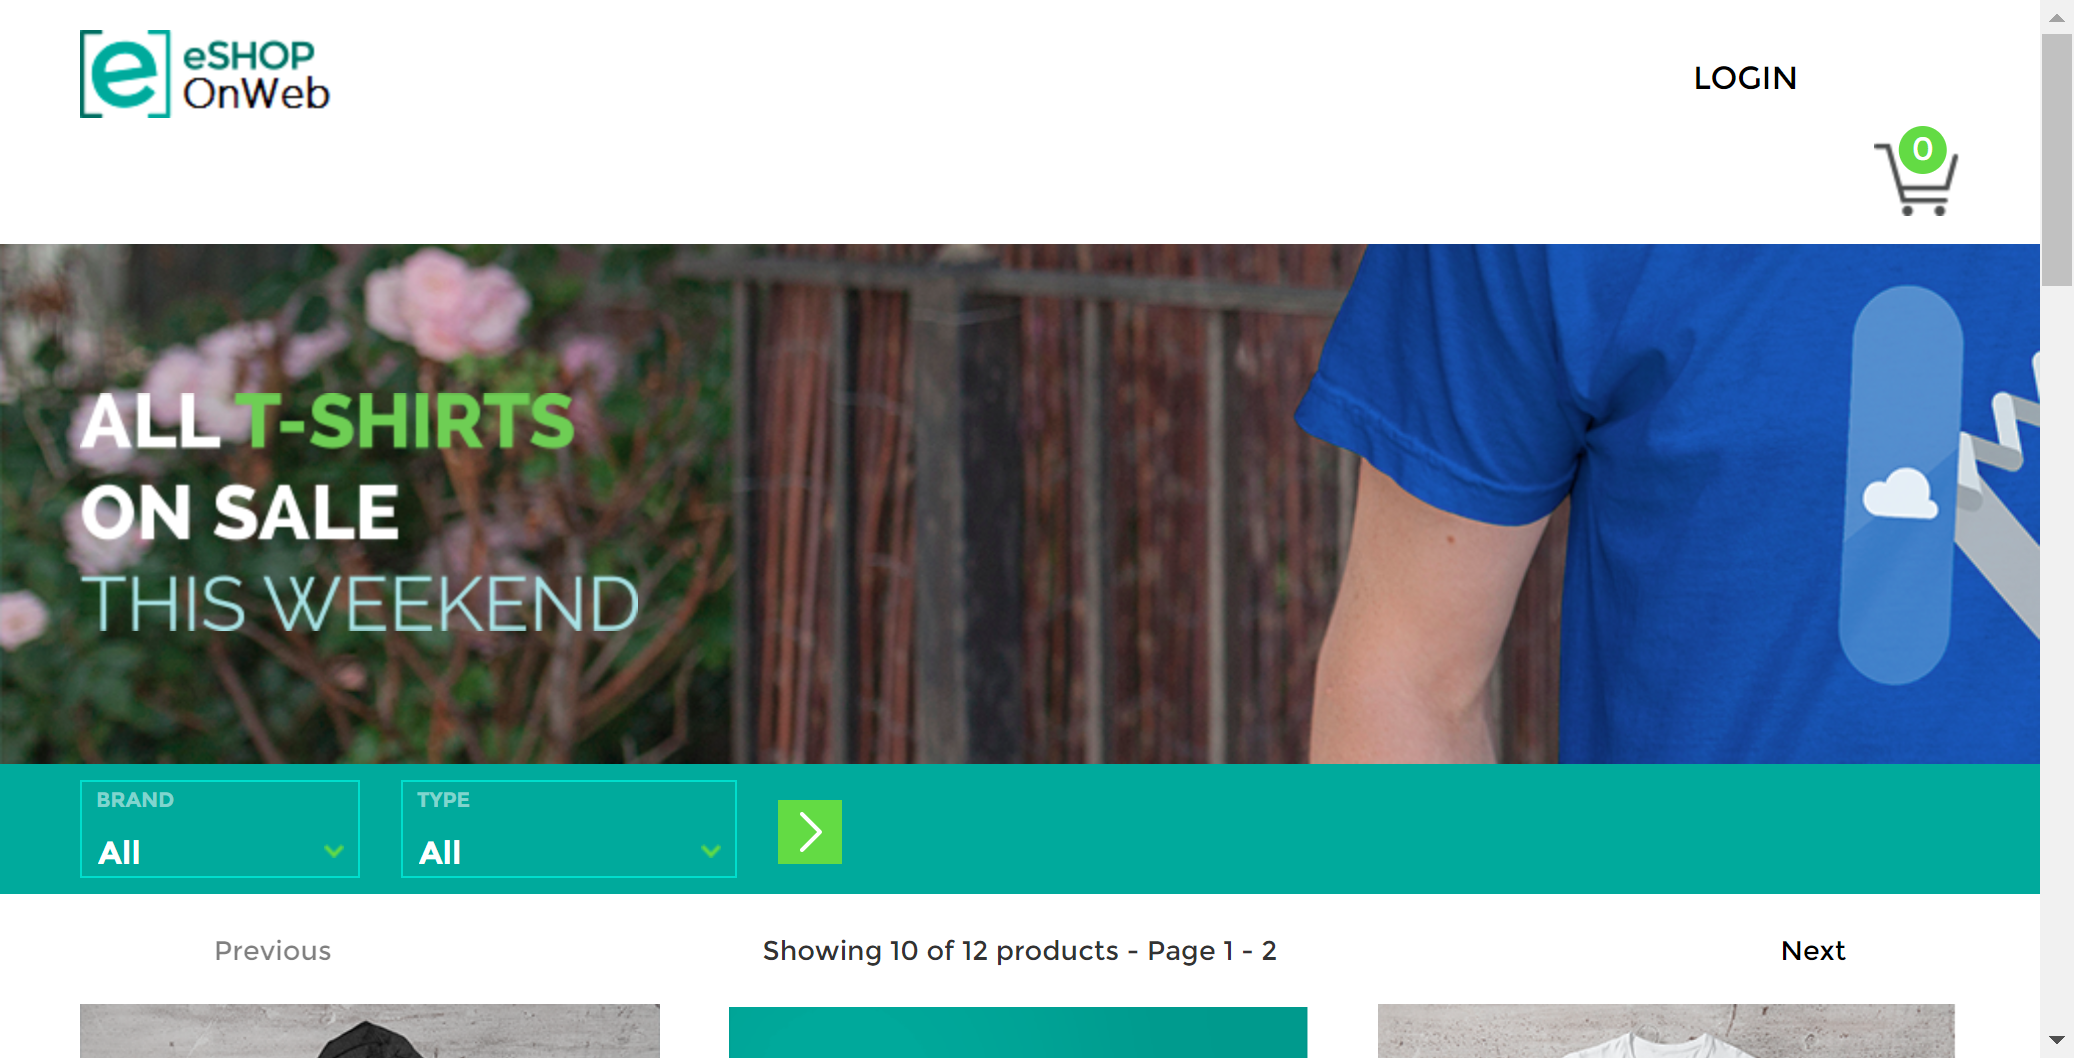 eSHOP
OnWeb
LOGIN
0
ALL T-SHIRTS
ON SALE
THIS WEEKEND
BRAND
All
TYPE
All
Previous
Showing 10 of 12 products - Page 1 - 2
Next